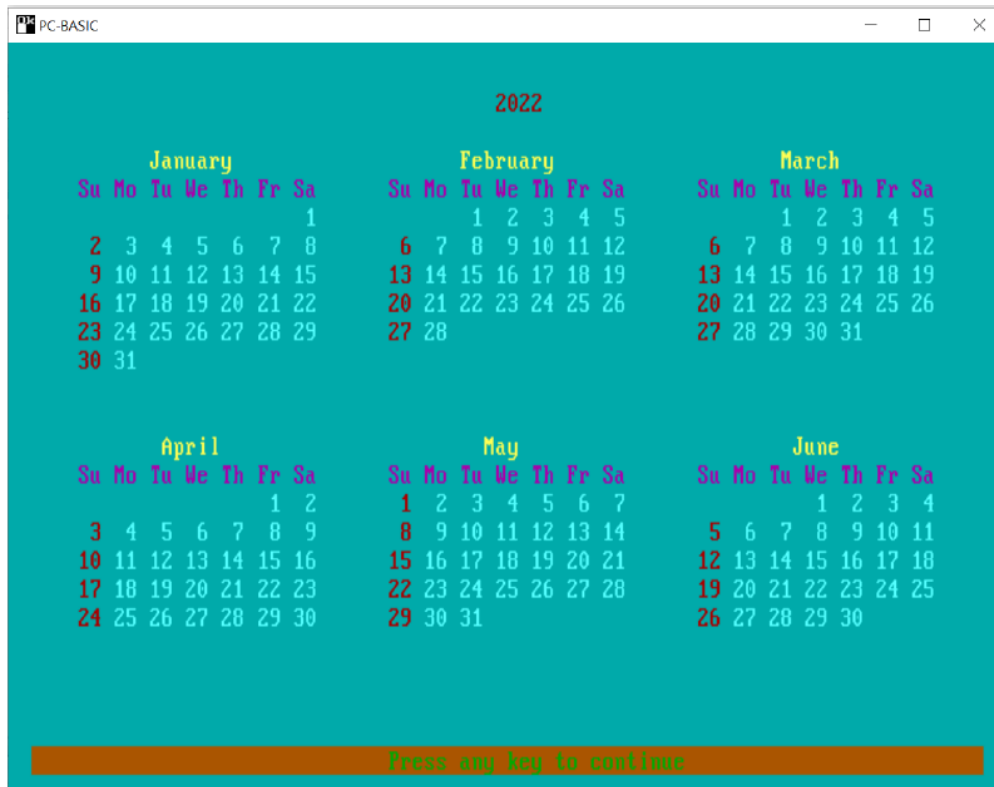 PC-BASIC
2022
January February March
Su Mo Tu We Th Fr Sa Su Mo Tu We Th Fr Sa Su Mo Tu We Th Fr Sa
1 1 2 3 4 5 1 2 3 4 5
2 3 4 5 6 7 8 6 7 8 9 10 11 12 6 7 8 9 10 11 12
9 10 11 12 13 14 15 13 14 15 16 17 18 19 13 14 15 16 17 18 19
16 17 18 19 20 21 22 20 21 22 23 24 25 26 20 21 22 23 24 25 26
23 24 25 26 27 28 29 27 28 27 28 29 30 31
30 31
April May June
Su Mo Tu We Th Fr Sa Su Mo Tu We Th Fr Sa Su Mo Tu We Th Fr Sa
1 2 1 2 3 4 5 6 7 1 2 3 4
3 4 5 6 7 8 9 8 9 10 11 12 13 14 5 6 7 8 9 10 11
10 11 12 13 14 15 16 15 16 17 18 19 20 21 12 13 14 15 16 17 18
17 18 19 20 21 22 23 22 23 24 25 26 27 28 19 20 21 22 23 24 25
24 25 26 27 28 29 30 29 30 31 26 27 28 29 30
Press any key to continue